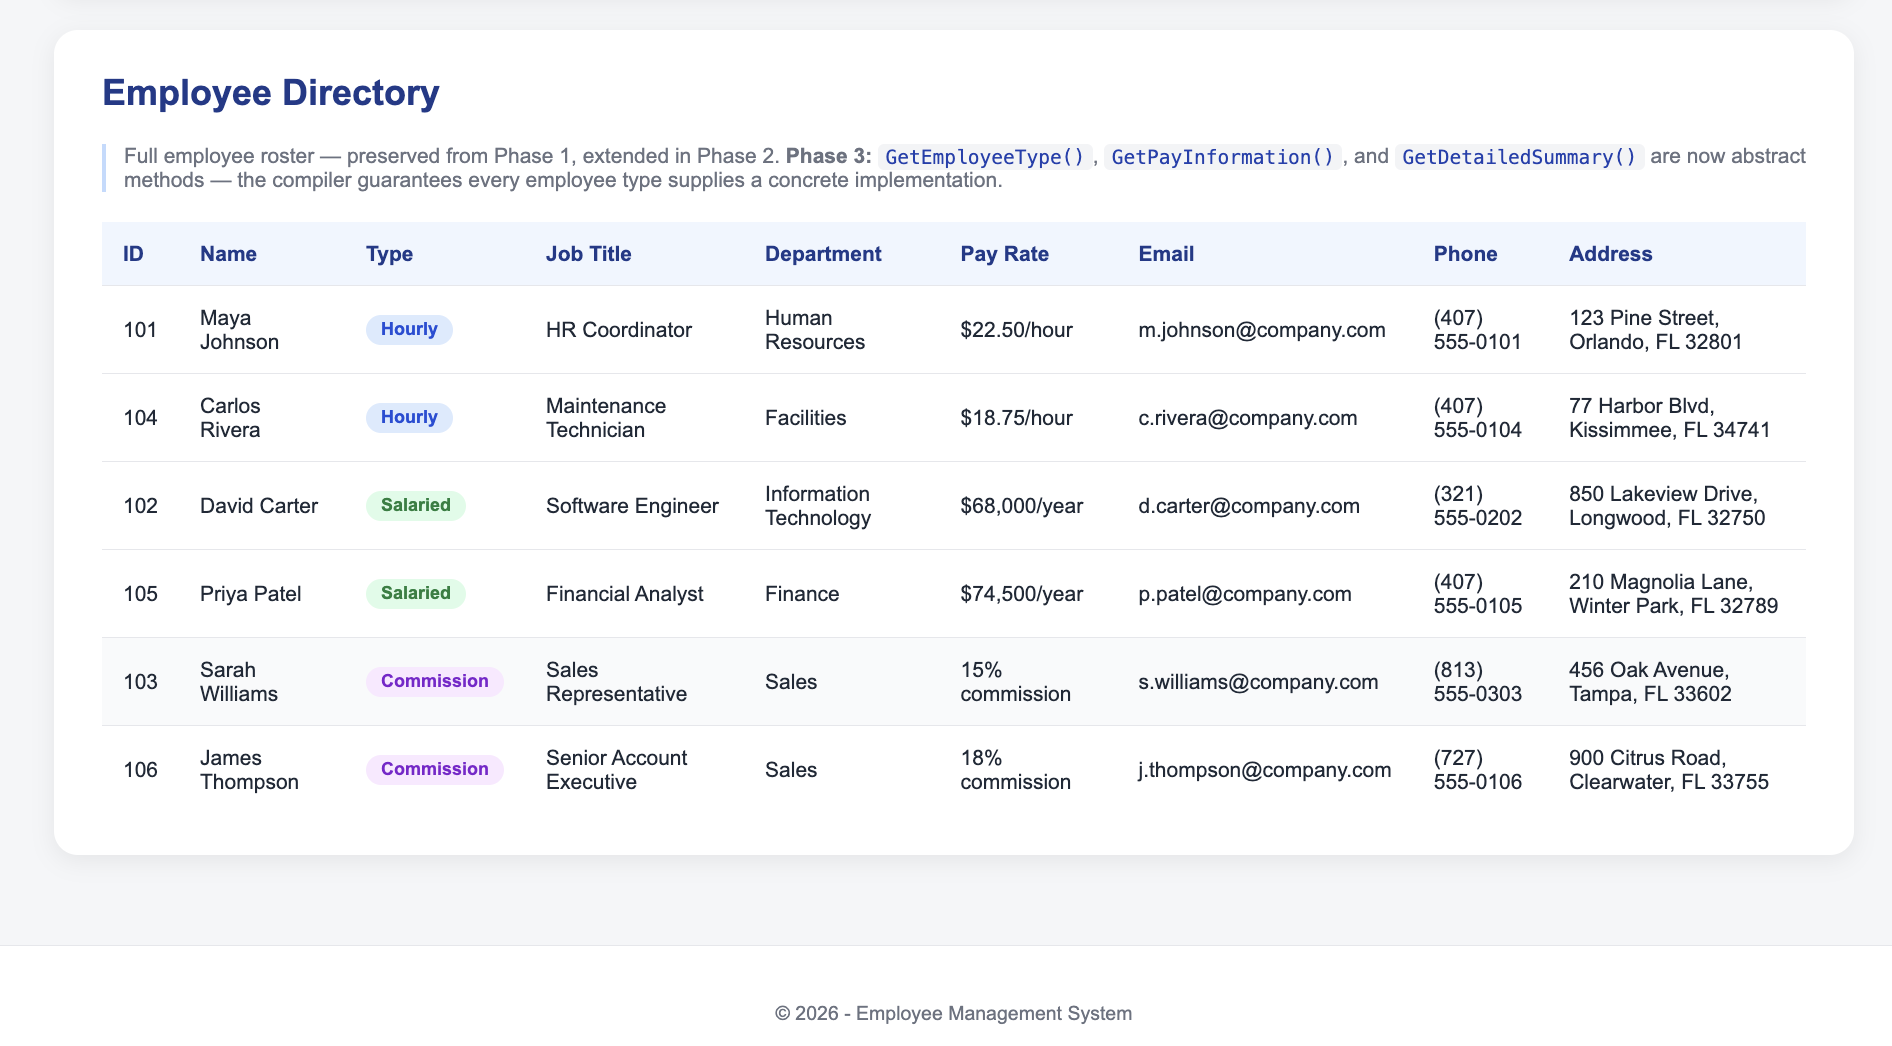 Employee Directory
Full employee roster — preserved from Phase 1, extended in Phase 2. Phase 3: GetEmployeeType(), GetPayInformation(), and GetDetailedSummary() are now abstract
methods — the compiler guarantees every employee type supplies a concrete implementation.
ID Name Type Job Title Department Pay Rate Email Phone Address
101 Maya Johnson Hourly HR Coordinator Human Resources $22.50/hour m.johnson@company.com (407) 555-0101 123 Pine Street, Orlando, FL 32801
104 Carlos Rivera Hourly Maintenance Technician Facilities $18.75/hour c.rivera@company.com (407) 555-0104 77 Harbor Blvd, Kissimmee, FL 34741
102 David Carter Salaried Software Engineer Information Technology $68,000/year d.carter@company.com (321) 555-0202 850 Lakeview Drive, Longwood, FL 32750
105 Priya Patel Salaried Financial Analyst Finance $74,500/year p.patel@company.com (407) 555-0105 210 Magnolia Lane, Winter Park, FL 32789
103 Sarah Williams Commission Sales Representative Sales 15% commission s.williams@company.com (813) 555-0303 456 Oak Avenue, Tampa, FL 33602
106 James Thompson Commission Senior Account Executive Sales 18% commission j.thompson@company.com (727) 555-0106 900 Citrus Road, Clearwater, FL 33755
© 2026 - Employee Management System